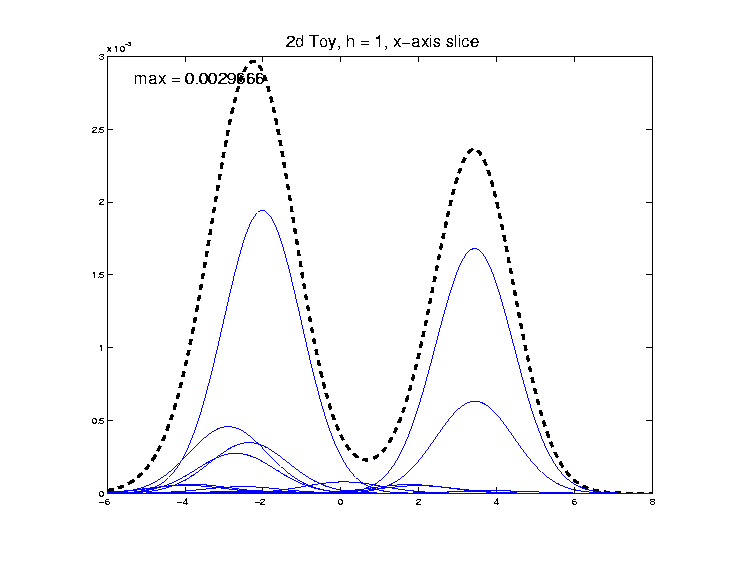 2d Toy, h = 1, x-axis slice
x 10⁻³
3
max = 0.0029666
2.5
2
1.5
1
0.5
0
-6 -4 -2 0 2 4 6 8